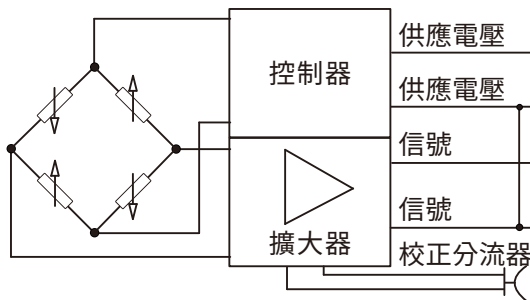 供應電壓
控制器
供應電壓
信號
信號
擴大器
校正分流器